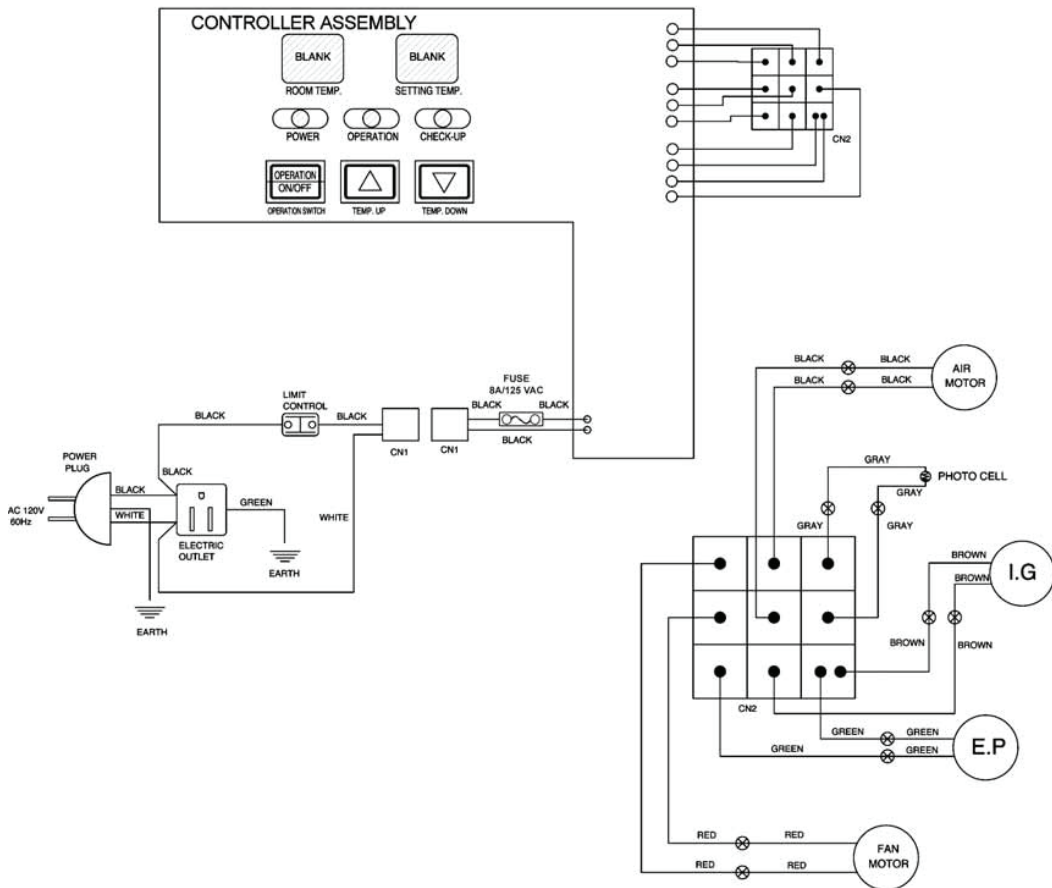 CONTROLLER ASSEMBLY
BLANK
BLANK
ROOM TEMP.
SETTING TEMP.
POWER
OPERATION
CHECK-UP
OPERATION
ON/OFF
OPERATION SWITCH
TEMP. UP
TEMP. DOWN
CN2
FUSE
8A/125 VAC
BLACK
BLACK
BLACK
CN1
LIMIT
CONTROL
BLACK
BLACK
CN1
POWER
PLUG
BLACK
BLACK
WHITE
AC 120V
60Hz
GREEN
WHITE
ELECTRIC
OUTLET
EARTH
EARTH
BLACK
BLACK
BLACK
BLACK
AIR
MOTOR
GRAY
GRAY
PHOTO CELL
GRAY
GRAY
BROWN
BROWN
I.G
BROWN
BROWN
CN2
GREEN
GREEN
GREEN
GREEN
E.P
RED
RED
RED
RED
FAN
MOTOR